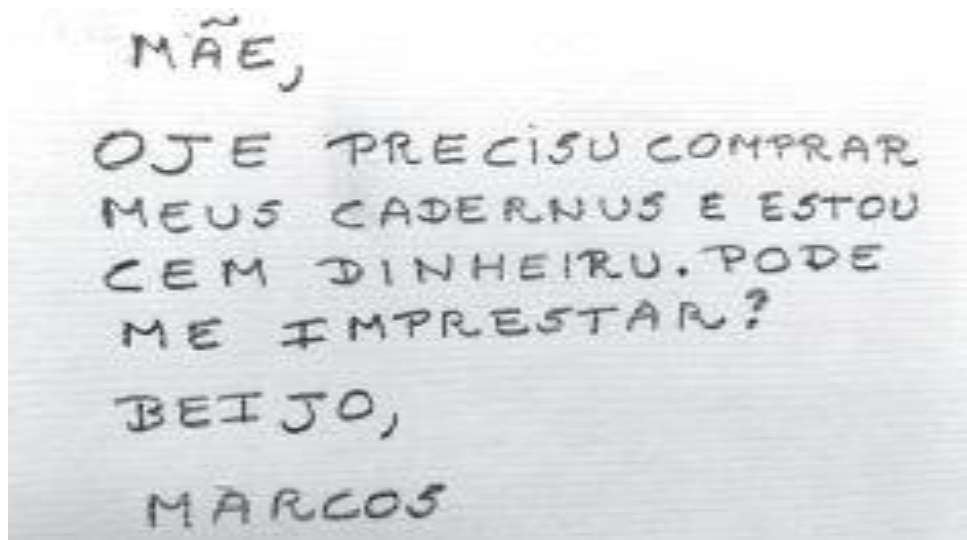 MÃE,
OJE PRECISU COMPRAR
MEUS CADERNUS E ESTOU
CEM DINHEIRU. PODE
ME IMPRESTAR?
BEIJO,
MARCOS